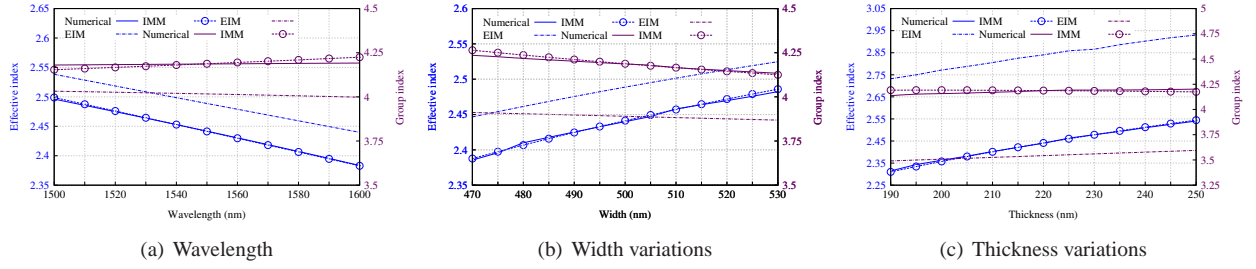 Numerical IMM EIM
EIM Numerical IMM
2.65
2.6
2.55
2.5
2.45
2.4
2.35
4.5
4.25
4
3.75
3.5
1500 1520 1540 1560 1580 1600
Effective index
Group index
Wavelength (nm)
(a) Wavelength
Numerical IMM EIM
EIM Numerical IMM
2.6
2.55
2.5
2.45
2.4
2.35
4.5
4.25
4
3.75
3.5
470 480 490 500 510 520 530
Effective index
Group index
Width (nm)
(b) Width variations
Numerical IMM EIM
EIM Numerical IMM
3.05
2.95
2.85
2.75
2.65
2.55
2.45
2.35
2.25
5
4.75
4.5
4.25
4
3.75
3.5
3.25
190 200 210 220 230 240 250
Effective index
Group index
Thickness (nm)
(c) Thickness variations